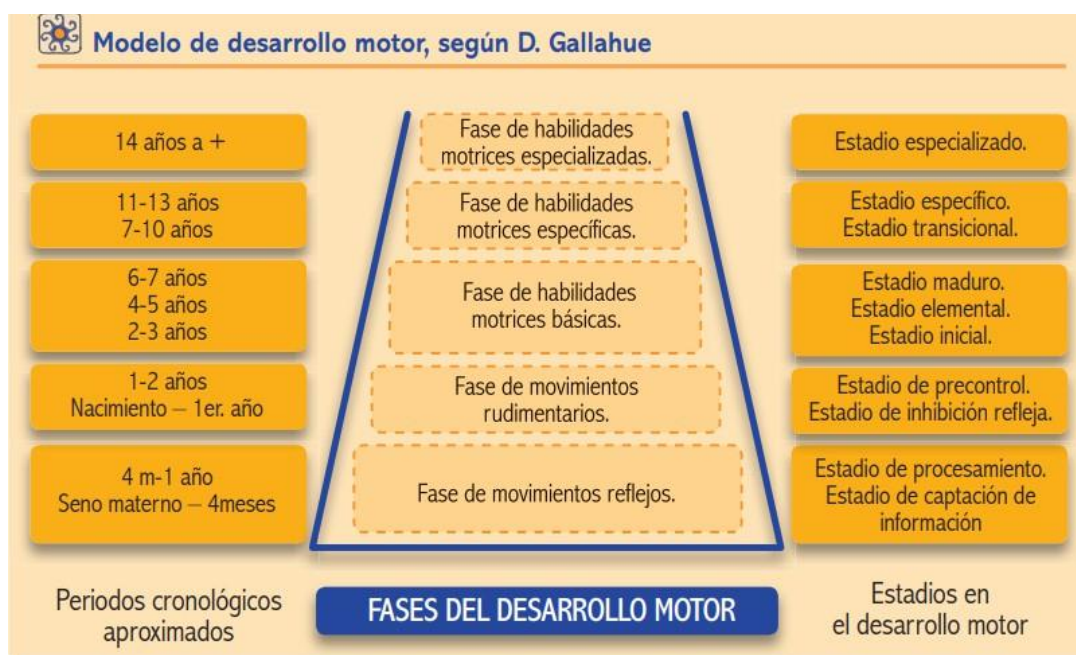 Modelo de desarrollo motor, según D. Gallahue
14 años a +
Fase de habilidades
motrices especializadas.
Estadio especializado.
11-13 años
7-10 años
Fase de habilidades
motrices específicas.
Estadio específico.
Estadio transicional.
6-7 años
4-5 años
2-3 años
Fase de habilidades
motrices básicas.
Estadio maduro.
Estadio elemental.
Estadio inicial.
1-2 años
Nacimiento – 1er. año
Fase de movimientos
rudimentarios.
Estadio de precontrol.
Estadio de inhibición refleja.
4 m-1 año
Seno materno – 4meses
Fase de movimientos reflejos.
Estadio de procesamiento.
Estadio de captación de
información
Periodos cronológicos
aproximados
FASES DEL DESARROLLO MOTOR
Estadios en
el desarrollo motor